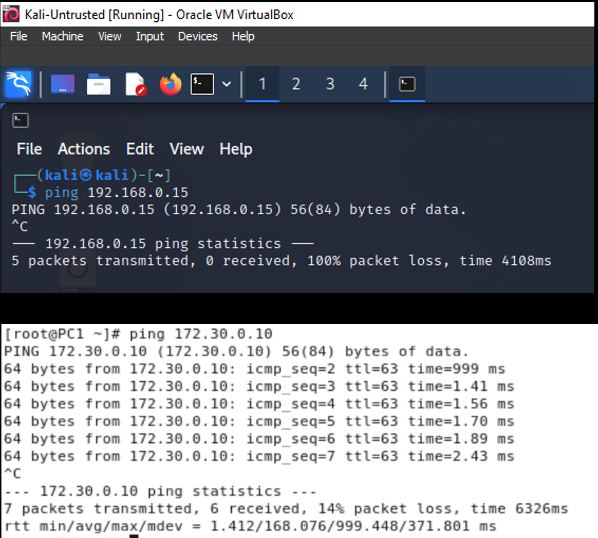 Kali-Untrusted [Running] - Oracle VM VirtualBox
File Machine View Input Devices Help
1 2 3 4
File Actions Edit View Help
┌──(kali㉿kali)-[~]
└─$ ping 192.168.0.15
PING 192.168.0.15 (192.168.0.15) 56(84) bytes of data.
^C
--- 192.168.0.15 ping statistics ---
5 packets transmitted, 0 received, 100% packet loss, time 4108ms
[root@PC1 ~]# ping 172.30.0.10
PING 172.30.0.10 (172.30.0.10) 56(84) bytes of data.
64 bytes from 172.30.0.10: icmp_seq=2 ttl=63 time=999 ms
64 bytes from 172.30.0.10: icmp_seq=3 ttl=63 time=1.41 ms
64 bytes from 172.30.0.10: icmp_seq=4 ttl=63 time=1.56 ms
64 bytes from 172.30.0.10: icmp_seq=5 ttl=63 time=1.70 ms
64 bytes from 172.30.0.10: icmp_seq=6 ttl=63 time=1.89 ms
64 bytes from 172.30.0.10: icmp_seq=7 ttl=63 time=2.43 ms
^C
--- 172.30.0.10 ping statistics ---
7 packets transmitted, 6 received, 14% packet loss, time 6326ms
rtt min/avg/max/mdev = 1.412/168.076/999.448/371.801 ms